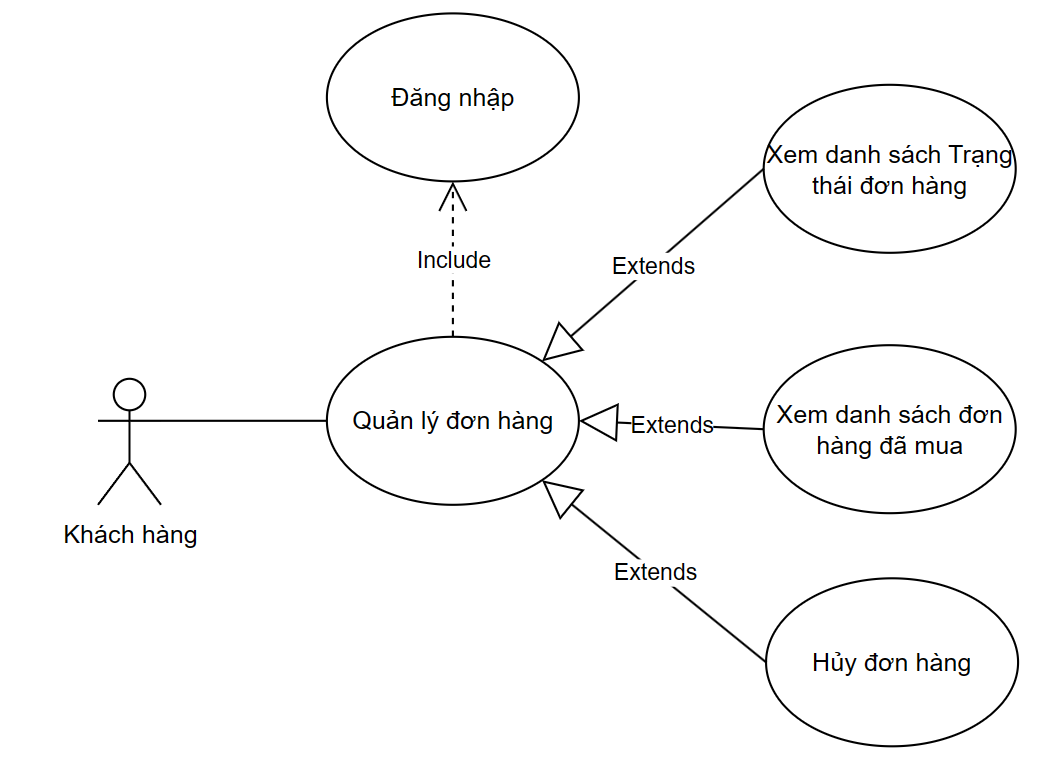 Đăng nhập
Xem danh sách Trạng
thái đơn hàng
Include
Extends
Quản lý đơn hàng
Extends
Xem danh sách đơn
hàng đã mua
Khách hàng
Extends
Hủy đơn hàng